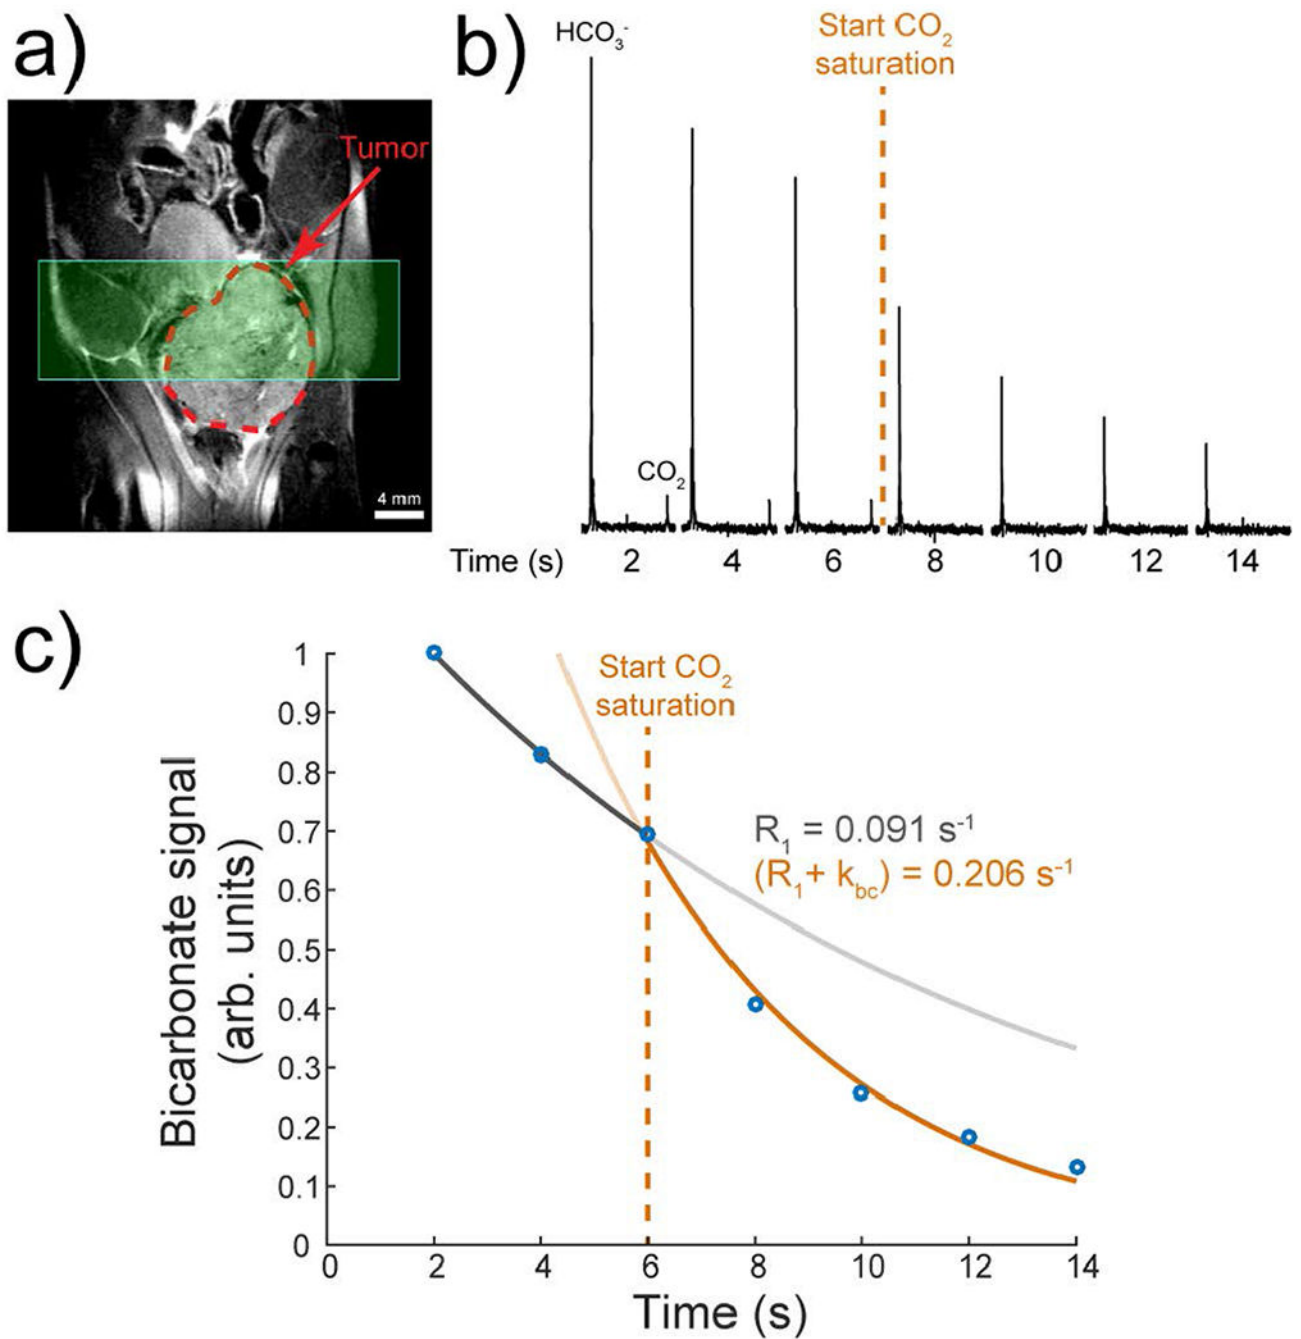 a)
Tumor
4 mm
b)
HCO₃⁻
Start CO₂
saturation
CO₂
Time (s) 2 4 6 8 10 12 14
c)
1
0.9
0.8
0.7
0.6
0.5
0.4
0.3
0.2
0.1
0
Bicarbonate signal
(arb. units)
Start CO₂
saturation
R₁ = 0.091 s⁻¹
(R₁+ k_bc) = 0.206 s⁻¹
0 2 4 6 8 10 12 14
Time (s)